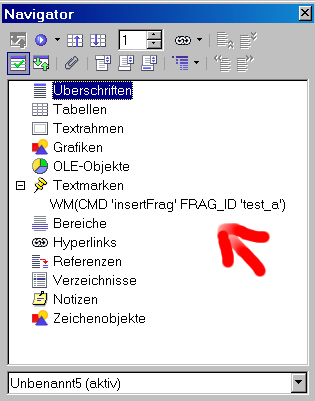 Navigator
1
Überschriften
Tabellen
Textrahmen
Grafiken
OLE-Objekte
Textmarken
WM(CMD 'insertFrag' FRAG_ID 'test_a')
Bereiche
Hyperlinks
Referenzen
Verzeichnisse
Notizen
Zeichenobjekte
Unbenannt5 (aktiv)